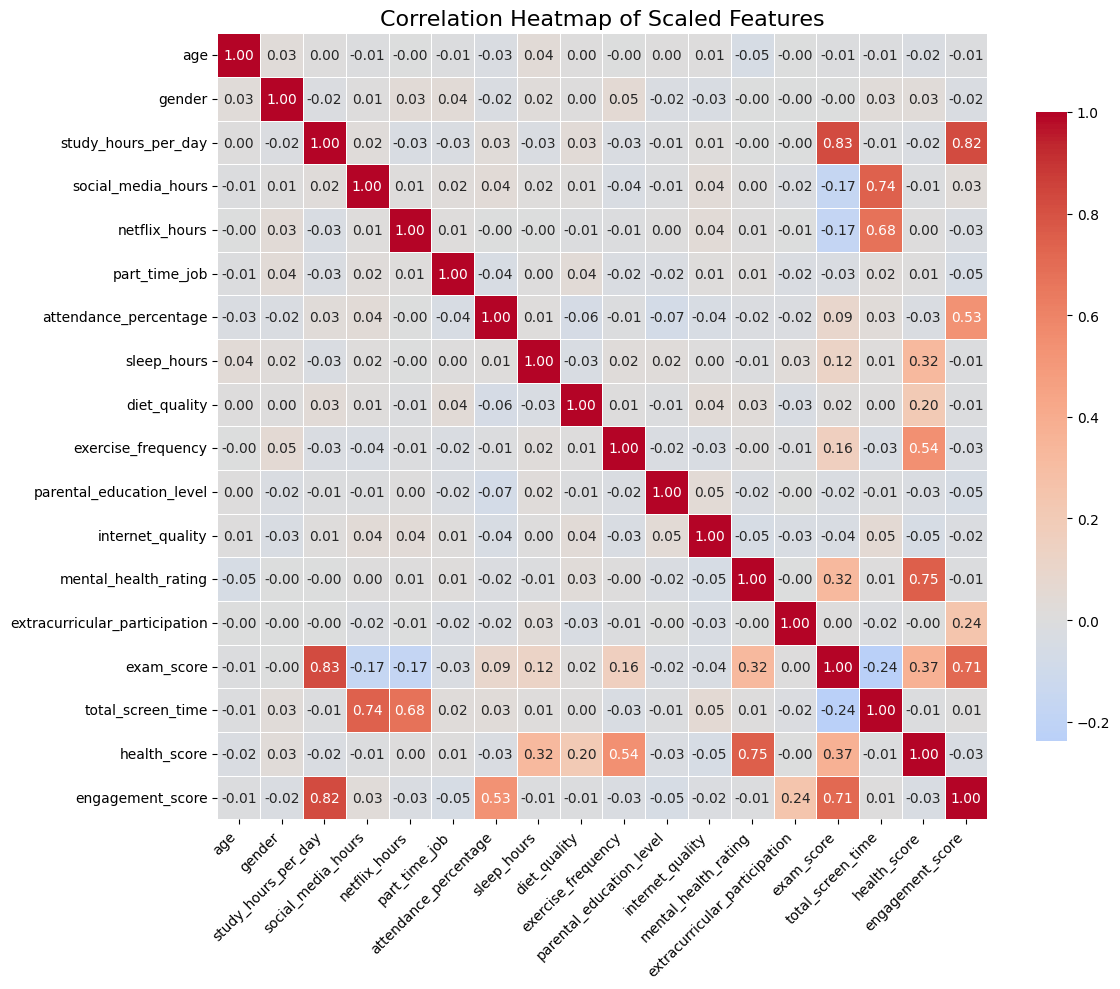 Correlation Heatmap of Scaled Features
age 1.00 0.03 0.00 -0.01 -0.00 -0.01 -0.03 0.04 0.00 -0.00 0.00 0.01 -0.05 -0.00 -0.01 -0.01 -0.02 -0.01
gender 0.03 1.00 -0.02 0.01 0.03 0.04 -0.02 0.02 0.00 0.05 -0.02 -0.03 -0.00 -0.00 -0.00 0.03 0.03 -0.02
study_hours_per_day 0.00 -0.02 1.00 0.02 -0.03 -0.03 0.03 -0.03 0.03 -0.03 -0.01 0.01 -0.00 -0.00 0.83 -0.01 -0.02 0.82
social_media_hours -0.01 0.01 0.02 1.00 0.01 0.02 0.04 0.02 0.01 -0.04 -0.01 0.04 0.00 -0.02 -0.17 0.74 -0.01 0.03
netflix_hours -0.00 0.03 -0.03 0.01 1.00 0.01 -0.00 -0.00 -0.01 -0.01 0.00 0.04 0.01 -0.01 -0.17 0.68 0.00 -0.03
part_time_job -0.01 0.04 -0.03 0.02 0.01 1.00 -0.04 0.00 0.04 -0.02 -0.02 0.01 0.01 -0.02 -0.03 0.02 0.01 -0.05
attendance_percentage -0.03 -0.02 0.03 0.04 -0.00 -0.04 1.00 0.01 -0.06 -0.01 -0.07 -0.04 -0.02 -0.02 0.09 0.03 -0.03 0.53
sleep_hours 0.04 0.02 -0.03 0.02 -0.00 0.00 0.01 1.00 -0.03 0.02 0.02 0.00 -0.01 0.03 0.12 0.01 0.32 -0.01
diet_quality 0.00 0.00 0.03 0.01 -0.01 0.04 -0.06 -0.03 1.00 0.01 -0.01 0.04 0.03 -0.03 0.02 0.00 0.20 -0.01
exercise_frequency -0.00 0.05 -0.03 -0.04 -0.01 -0.02 -0.01 0.02 0.01 1.00 -0.02 -0.03 -0.00 -0.01 0.16 -0.03 0.54 -0.03
parental_education_level 0.00 -0.02 -0.01 -0.01 0.00 -0.02 -0.07 0.02 -0.01 -0.02 1.00 0.05 -0.02 -0.00 -0.02 -0.01 -0.03 -0.05
internet_quality 0.01 -0.03 0.01 0.04 0.04 0.01 -0.04 0.00 0.04 -0.03 0.05 1.00 -0.05 -0.03 -0.04 0.05 -0.05 -0.02
mental_health_rating -0.05 -0.00 -0.00 0.00 0.01 0.01 -0.02 -0.01 0.03 -0.00 -0.02 -0.05 1.00 -0.00 0.32 0.01 0.75 -0.01
extracurricular_participation -0.00 -0.00 -0.00 -0.02 -0.01 -0.02 -0.02 0.03 -0.03 -0.01 -0.00 -0.03 -0.00 1.00 0.00 -0.02 -0.00 0.24
exam_score -0.01 -0.00 0.83 -0.17 -0.17 -0.03 0.09 0.12 0.02 0.16 -0.02 -0.04 0.32 0.00 1.00 -0.24 0.37 0.71
total_screen_time -0.01 0.03 -0.01 0.74 0.68 0.02 0.03 0.01 0.00 -0.03 -0.01 0.05 0.01 -0.02 -0.24 1.00 -0.01 0.01
health_score -0.02 0.03 -0.02 -0.01 0.00 0.01 -0.03 0.32 0.20 0.54 -0.03 -0.05 0.75 -0.00 0.37 -0.01 1.00 -0.03
engagement_score -0.01 -0.02 0.82 0.03 -0.03 -0.05 0.53 -0.01 -0.01 -0.03 -0.05 -0.02 -0.01 0.24 0.71 0.01 -0.03 1.00
age
gender
study_hours_per_day
social_media_hours
netflix_hours
part_time_job
attendance_percentage
sleep_hours
diet_quality
exercise_frequency
parental_education_level
internet_quality
mental_health_rating
extracurricular_participation
exam_score
total_screen_time
health_score
engagement_score
1.0
0.8
0.6
0.4
0.2
0.0
−0.2